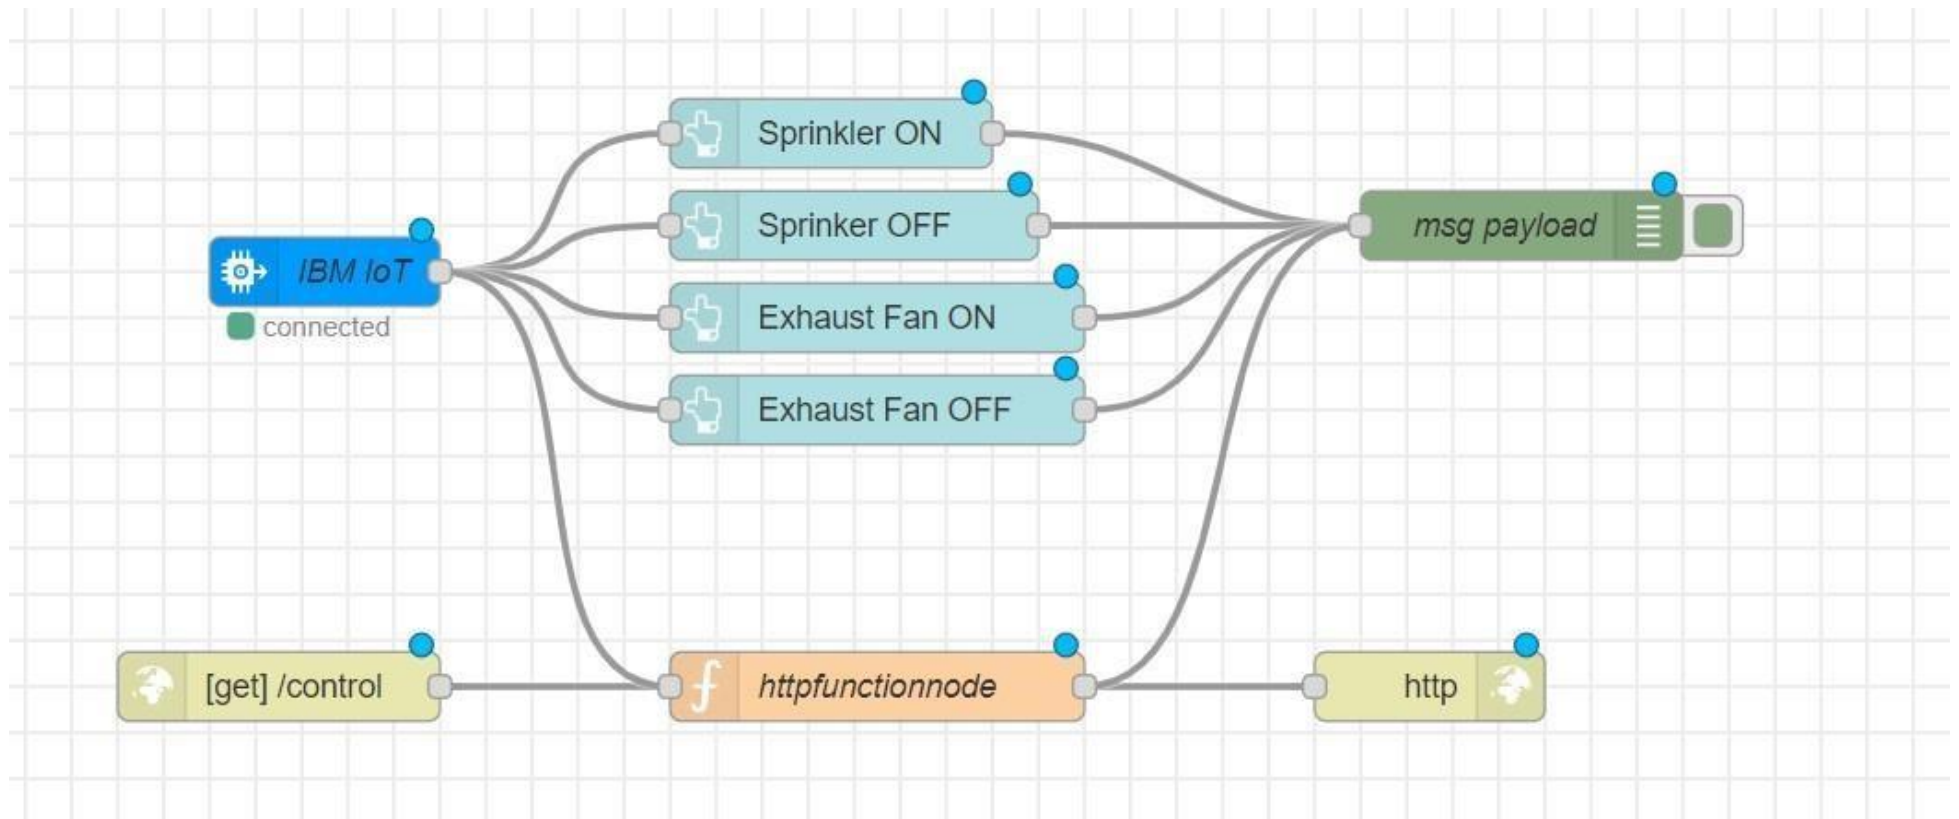 Sprinkler ON
Sprinker OFF
msg payload
IBM IoT
connected
Exhaust Fan ON
Exhaust Fan OFF
[get] /control
httpfunctionnode
http